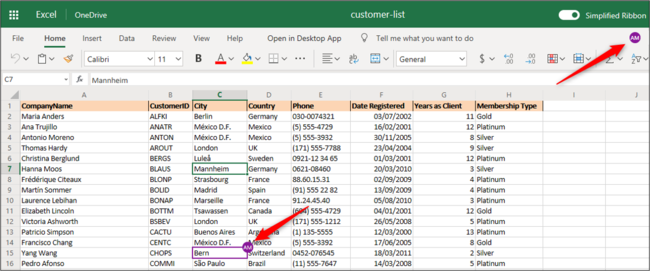 Excel OneDrive customer-list Simplified Ribbon
File Home Insert Data Review View Help Open in Desktop App Tell me what you want to do AM
Calibri 11 B General
C7 fx Mannheim
A B C D E F G H I J
1 CompanyName CustomerID City Country Phone Date Registered Years as Client Membership Type
2 Maria Anders ALFKI Berlin Germany 030-0074321 03/07/2002 11 Gold
3 Ana Trujillo ANATR México D.F. Mexico (5) 555-4729 16/02/2001 12 Platinum
4 Antonio Moreno ANTON México D.F. Mexico (5) 555-3932 30/11/2005 8 Silver
5 Thomas Hardy AROUT London UK (171) 555-7788 23/04/2004 9 Silver
6 Christina Berglund BERGS Luleå Sweden 0921-12 34 65 01/03/2001 12 Platinum
7 Hanna Moos BLAUS Mannheim Germany 0621-08460 20/03/2010 3 Silver
8 Frédérique Citeaux BLONP Strasbourg France 88.60.15.31 02/09/2009 4 Platinum
9 Martín Sommer BOLID Madrid Spain (91) 555 22 82 13/09/2009 4 Platinum
10 Laurence Lebihan BONAP Marseille France 91.24.45.40 05/08/2010 3 Platinum
11 Elizabeth Lincoln BOTTM Tsawassen Canada (604) 555-4729 04/01/2001 12 Gold
12 Victoria Ashworth BSBEV London UK (171) 555-1212 26/05/2008 5 Platinum
13 Patricio Simpson CACTU Buenos Aires (1) 135-5555 12/03/2000 13 Platinum
14 Francisco Chang CENTC México D.F. Mexico (5) 555-3392 17/06/2005 8 Gold
15 Yang Wang CHOPS Bern AM Switzerland 0452-076545 18/03/2011 2 Silver
16 Pedro Afonso COMMI São Paulo Brazil (11) 555-7647 14/03/2008 5 Platinum